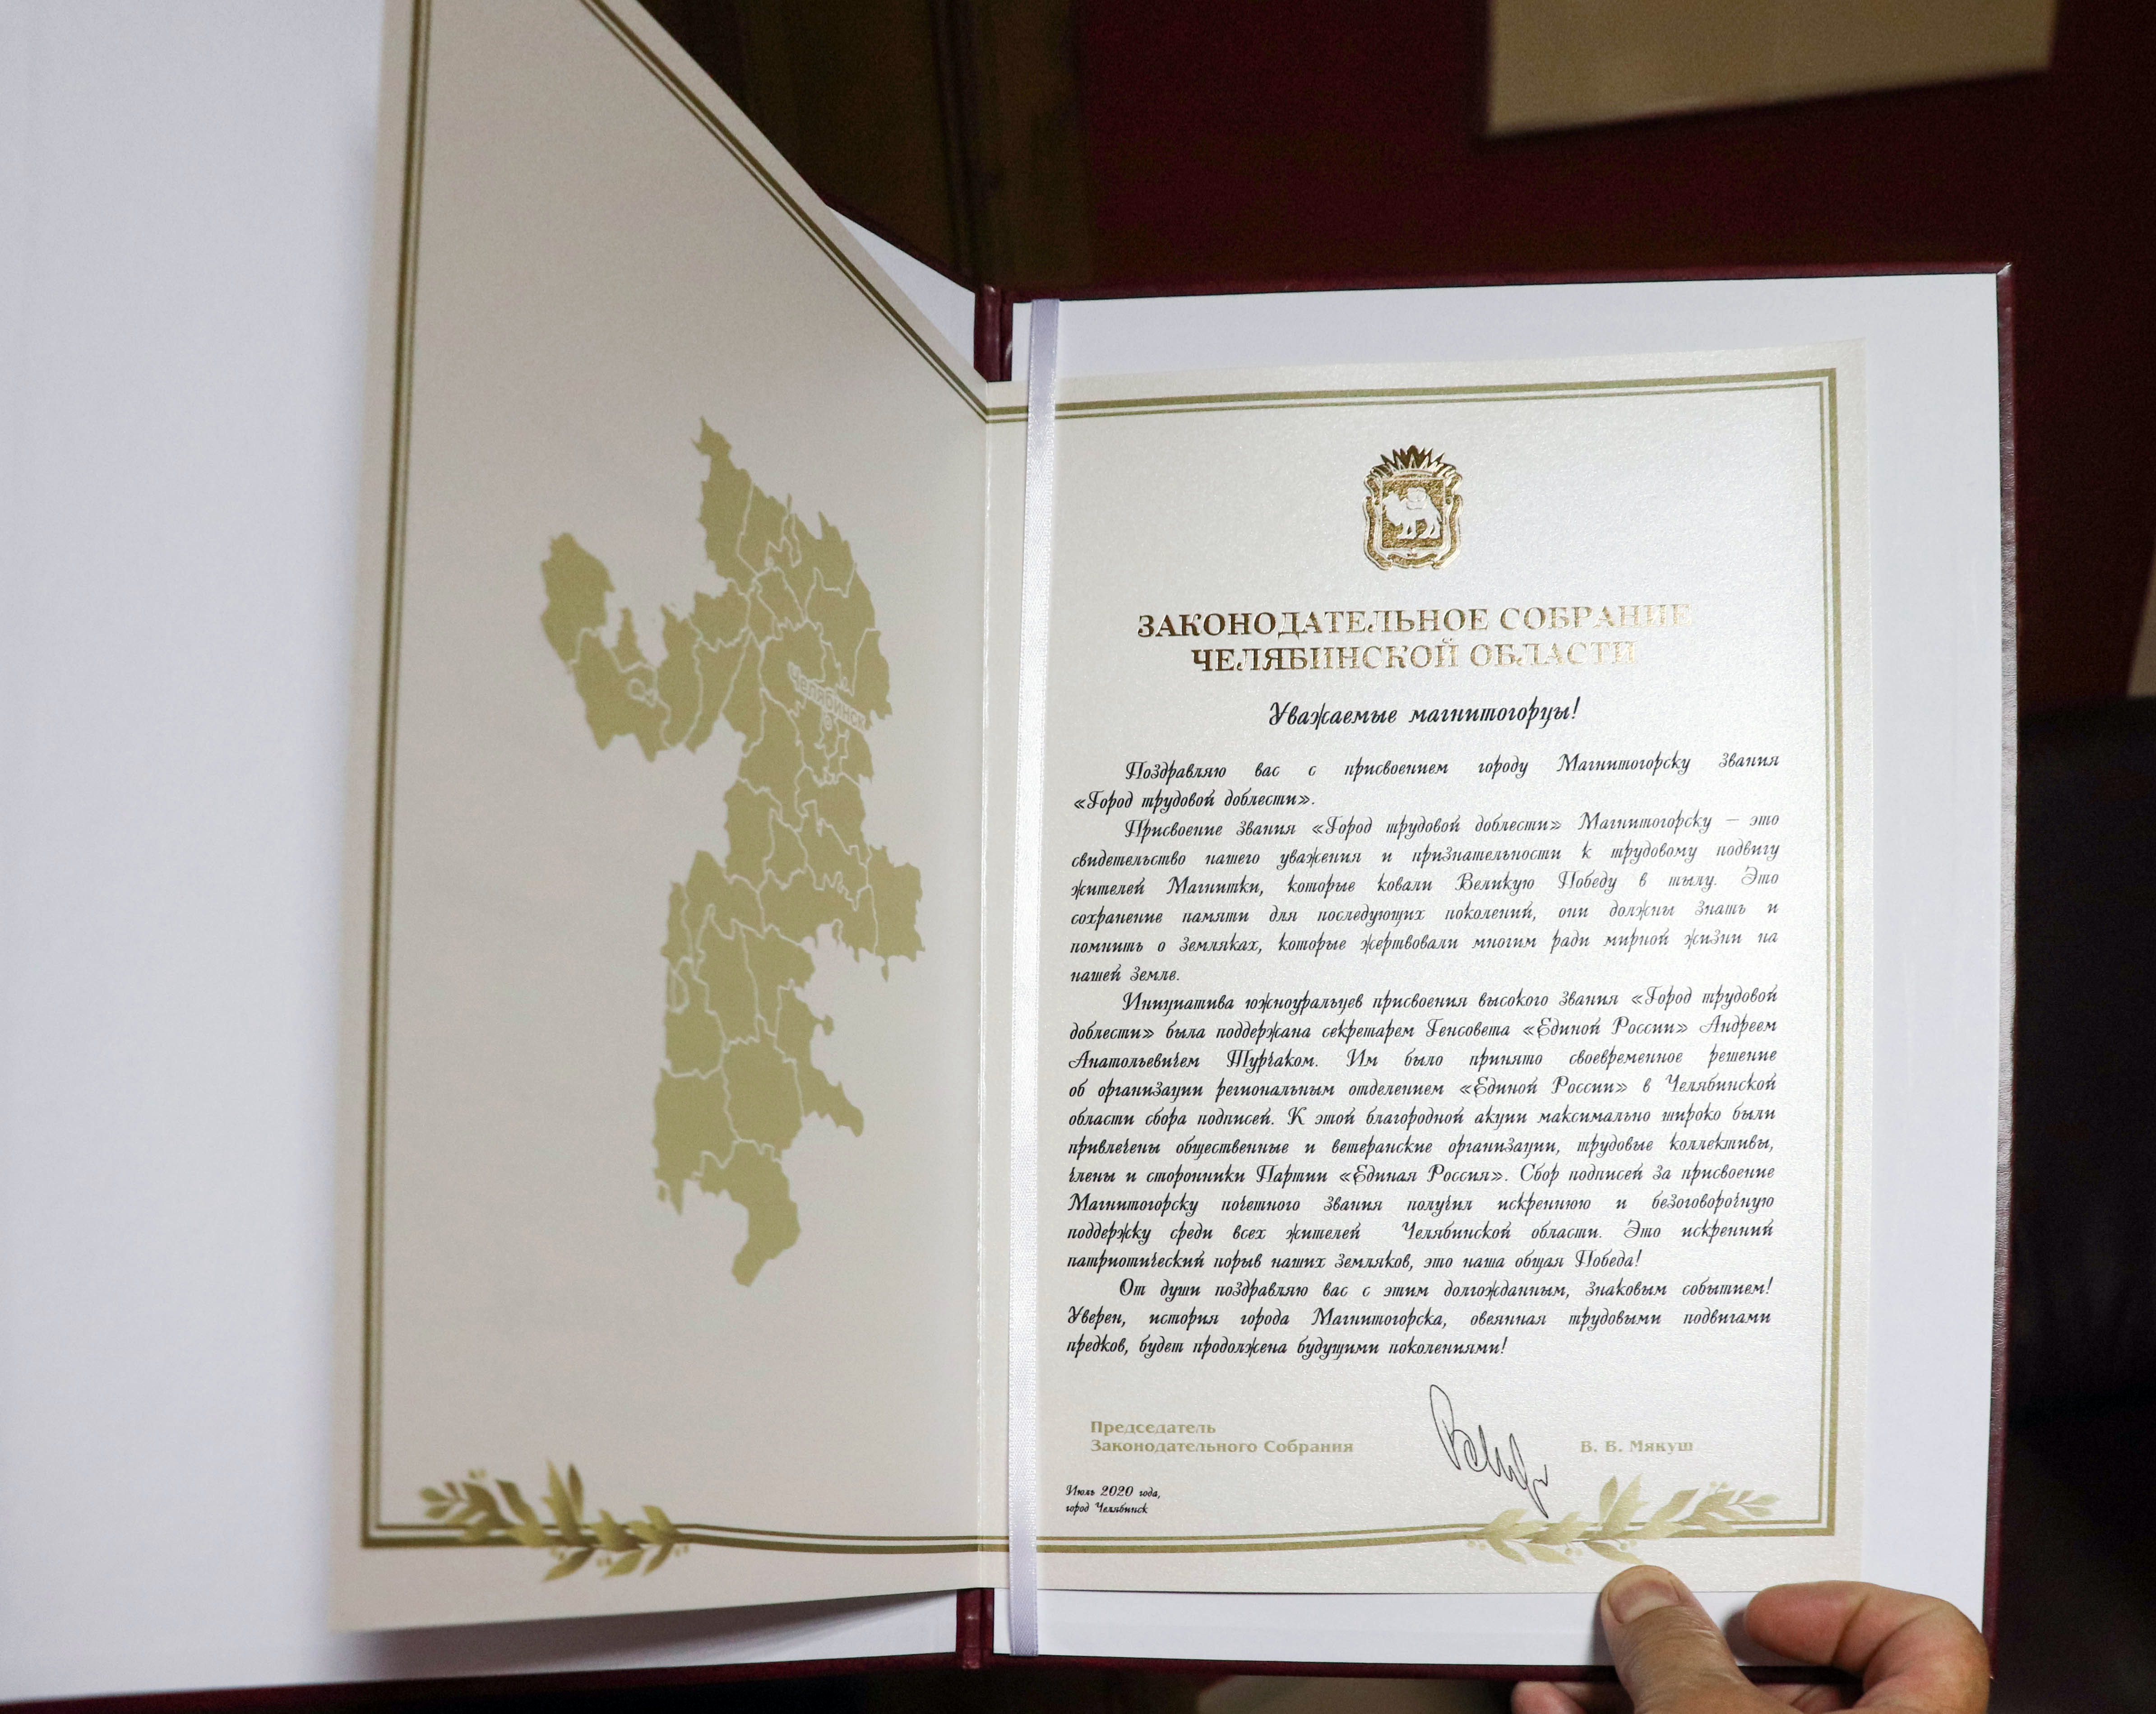 Челябинск
ЗАКОНОДАТЕЛЬНОЕ СОБРАНИЕ
ЧЕЛЯБИНСКОЙ ОБЛАСТИ
Уважаемые магнитогорцы!
Поздравляю вас с присвоением городу Магнитогорску звания
«Город трудовой доблести».
Присвоение звания «Город трудовой доблести» Магнитогорску – это
свидетельство нашего уважения и признательности к трудовому подвигу
жителей Магнитки, которые ковали Великую Победу в тылу. Это
сохранение памяти для последующих поколений, они должны знать и
помнить о земляках, которые жертвовали многим ради мирной жизни на
нашей земле.
Инициатива южноуральцев присвоения высокого звания «Город трудовой
доблести» была поддержана секретарем Генсовета «Единой России» Андреем
Анатольевичем Турчаком. Им было принято своевременное решение
об организации региональным отделением «Единой России» в Челябинской
области сбора подписей. К этой благородной акции максимально широко были
привлечены общественные и ветеранские организации, трудовые коллективы,
члены и сторонники Партии «Единая Россия». Сбор подписей за присвоение
Магнитогорску почетного звания получил искреннюю и безоговорочную
поддержку среди всех жителей Челябинской области. Это искренний
патриотический порыв наших земляков, это наша общая Победа!
От души поздравляю вас с этим долгожданным, знаковым событием!
Уверен, история города Магнитогорска, овеянная трудовыми подвигами
предков, будет продолжена будущими поколениями!
Председатель
Законодательного Собрания В. В. Мякуш
Июль 2020 года,
город Челябинск